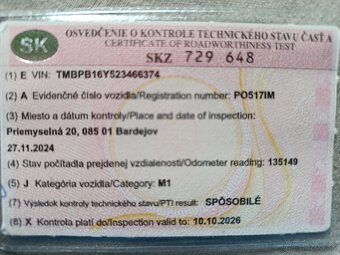 OSVEDČENIE O KONTROLE TECHNICKÉHO STAVU ČASŤ A
CERTIFICATE OF ROADWORTHINESS TEST
SK
SKZ 729 648
(1) E VIN: TMBPB16Y523466374
(2) A Evidenčné číslo vozidla/Registration number: PO517IM
(3) Miesto a dátum kontroly/Place and date of inspection:
Priemyselná 20, 085 01 Bardejov
27.11.2024
(4) Stav počítadla prejdenej vzdialenosti/Odometer reading: 135149
(5) J Kategória vozidla/Category: M1
(7) Výsledok kontroly technického stavu/PTI result: SPÔSOBILÉ
(8) X Kontrola platí do/Inspection valid to: 10.10.2026